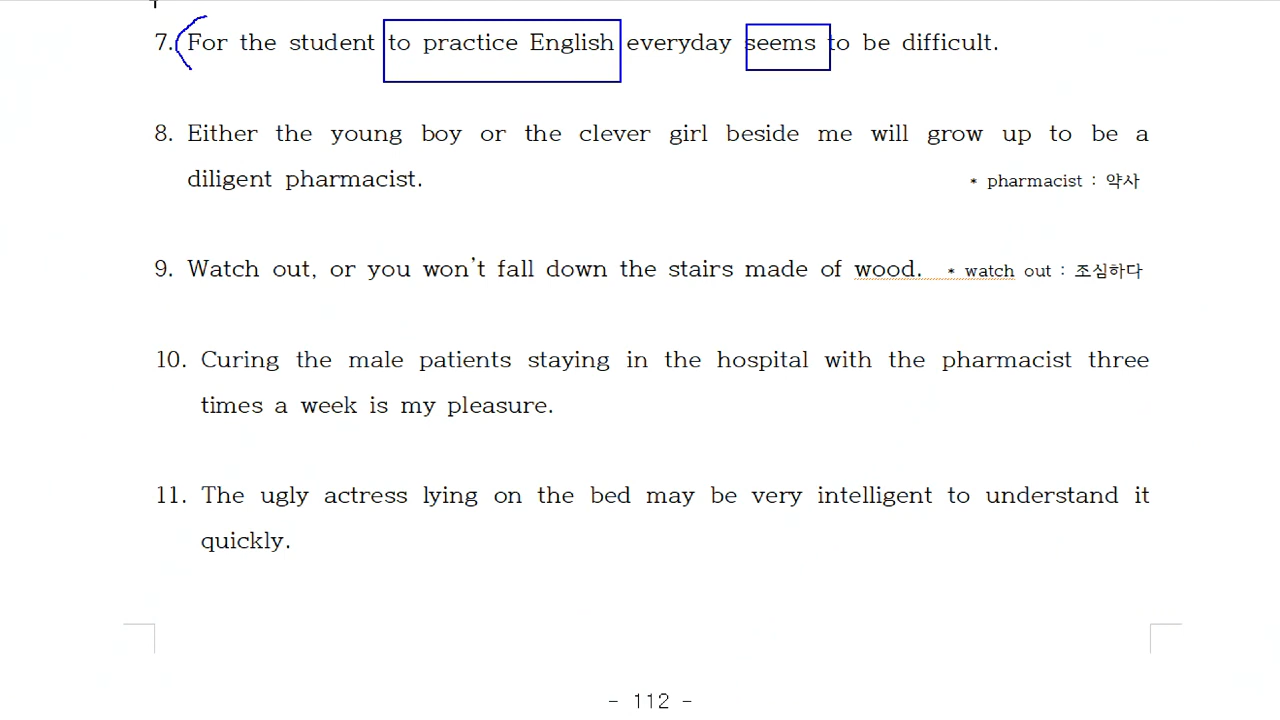 7. For the student to practice English everyday seems to be difficult.
8. Either the young boy or the clever girl beside me will grow up to be a
diligent pharmacist. * pharmacist : 약사
9. Watch out, or you won't fall down the stairs made of wood. * watch out : 조심하다
10. Curing the male patients staying in the hospital with the pharmacist three
times a week is my pleasure.
11. The ugly actress lying on the bed may be very intelligent to understand it
quickly.
- 112 -